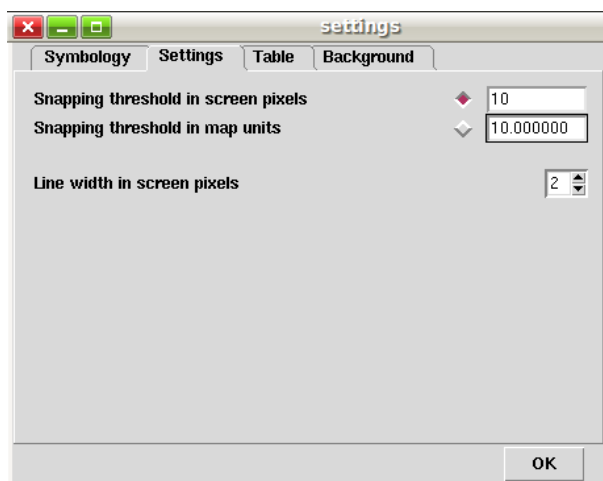 settings
Symbology Settings Table Background
Snapping threshold in screen pixels 10
Snapping threshold in map units 10.000000
Line width in screen pixels 2
OK